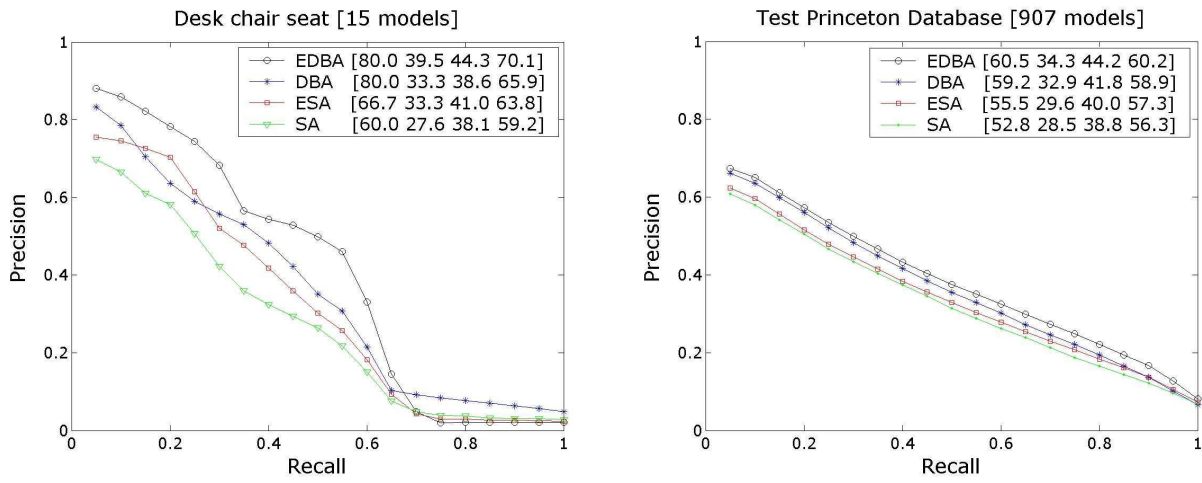 Desk chair seat [15 models]
EDBA [80.0 39.5 44.3 70.1]
DBA [80.0 33.3 38.6 65.9]
ESA [66.7 33.3 41.0 63.8]
SA [60.0 27.6 38.1 59.2]
Precision
1
0.8
0.6
0.4
0.2
0
0 0.2 0.4 0.6 0.8 1
Recall
Test Princeton Database [907 models]
EDBA [60.5 34.3 44.2 60.2]
DBA [59.2 32.9 41.8 58.9]
ESA [55.5 29.6 40.0 57.3]
SA [52.8 28.5 38.8 56.3]
Precision
1
0.8
0.6
0.4
0.2
0
0 0.2 0.4 0.6 0.8 1
Recall